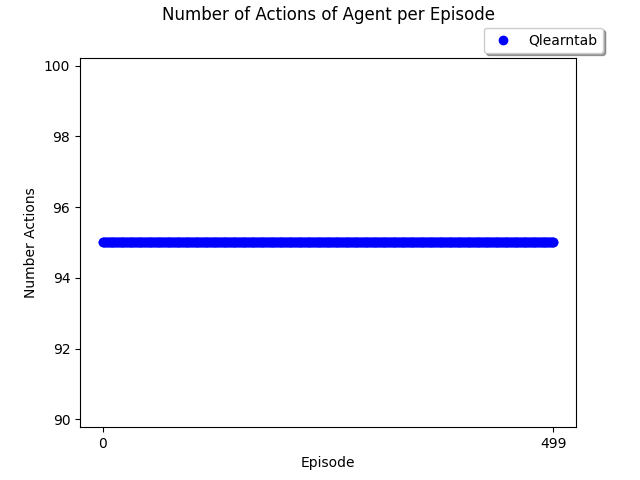 Number of Actions of Agent per Episode
Qlearntab
100
98
96
94
92
90
Number Actions
0
499
Episode